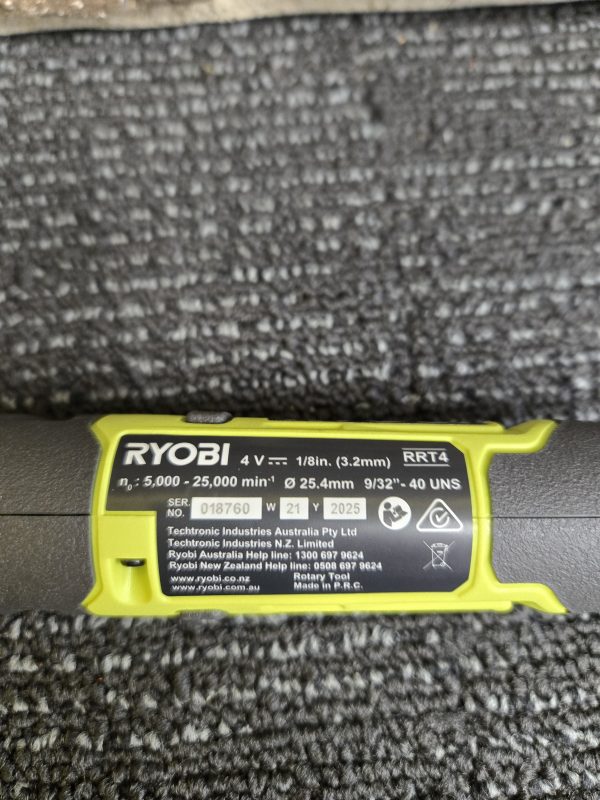 RYOBI 4 V ⎓ 1/8in. (3.2mm) RRT4
n₀ : 5,000 - 25,000 min⁻¹ Ø 25.4mm 9/32"- 40 UNS
SER. NO. 018760 W 21 Y 2025
Techtronic Industries Australia Pty Ltd
Techtronic Industries N.Z. Limited
Ryobi Australia Help line: 1300 697 9624
Ryobi New Zealand Help line: 0508 697 9624
www.ryobi.co.nz Rotary Tool
www.ryobi.com.au Made in P.R.C.